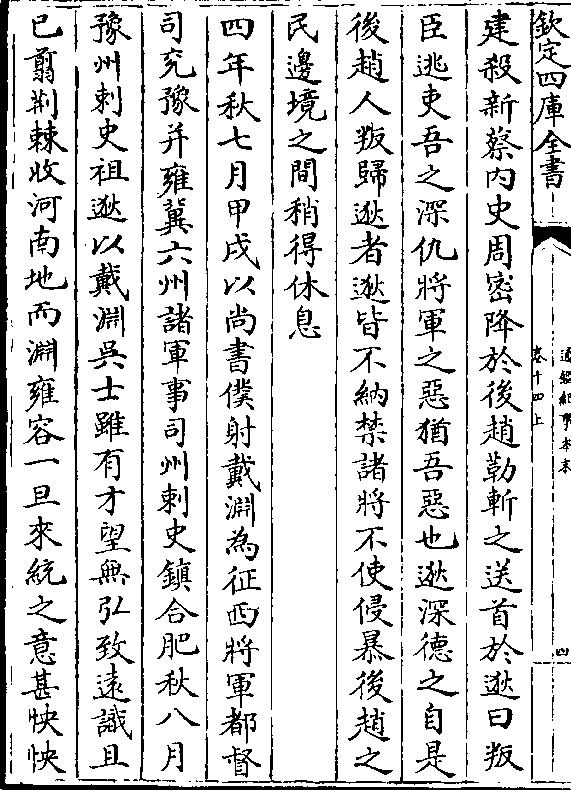 欽定四庫全書
通鑑紀事本末
卷十四上
四
建殺新蔡内史周密降於後趙勒斬之送首於逖曰叛
臣逃吏吾之深仇將軍之惡猶吾惡也逖深德之自是
後趙人叛歸逖者逖皆不納禁諸將不使侵暴後趙之
民邊境之間稍得休息
四年秋七月甲戌以尚書僕射戴淵為征西將軍都督
司兖豫并雍冀六州諸軍事司州刺史鎮合肥秋八月
豫州刺史祖逖以戴淵吳士雖有才望無弘致遠識且
已翦荆棘收河南地而淵雍容一旦來統之意甚怏怏